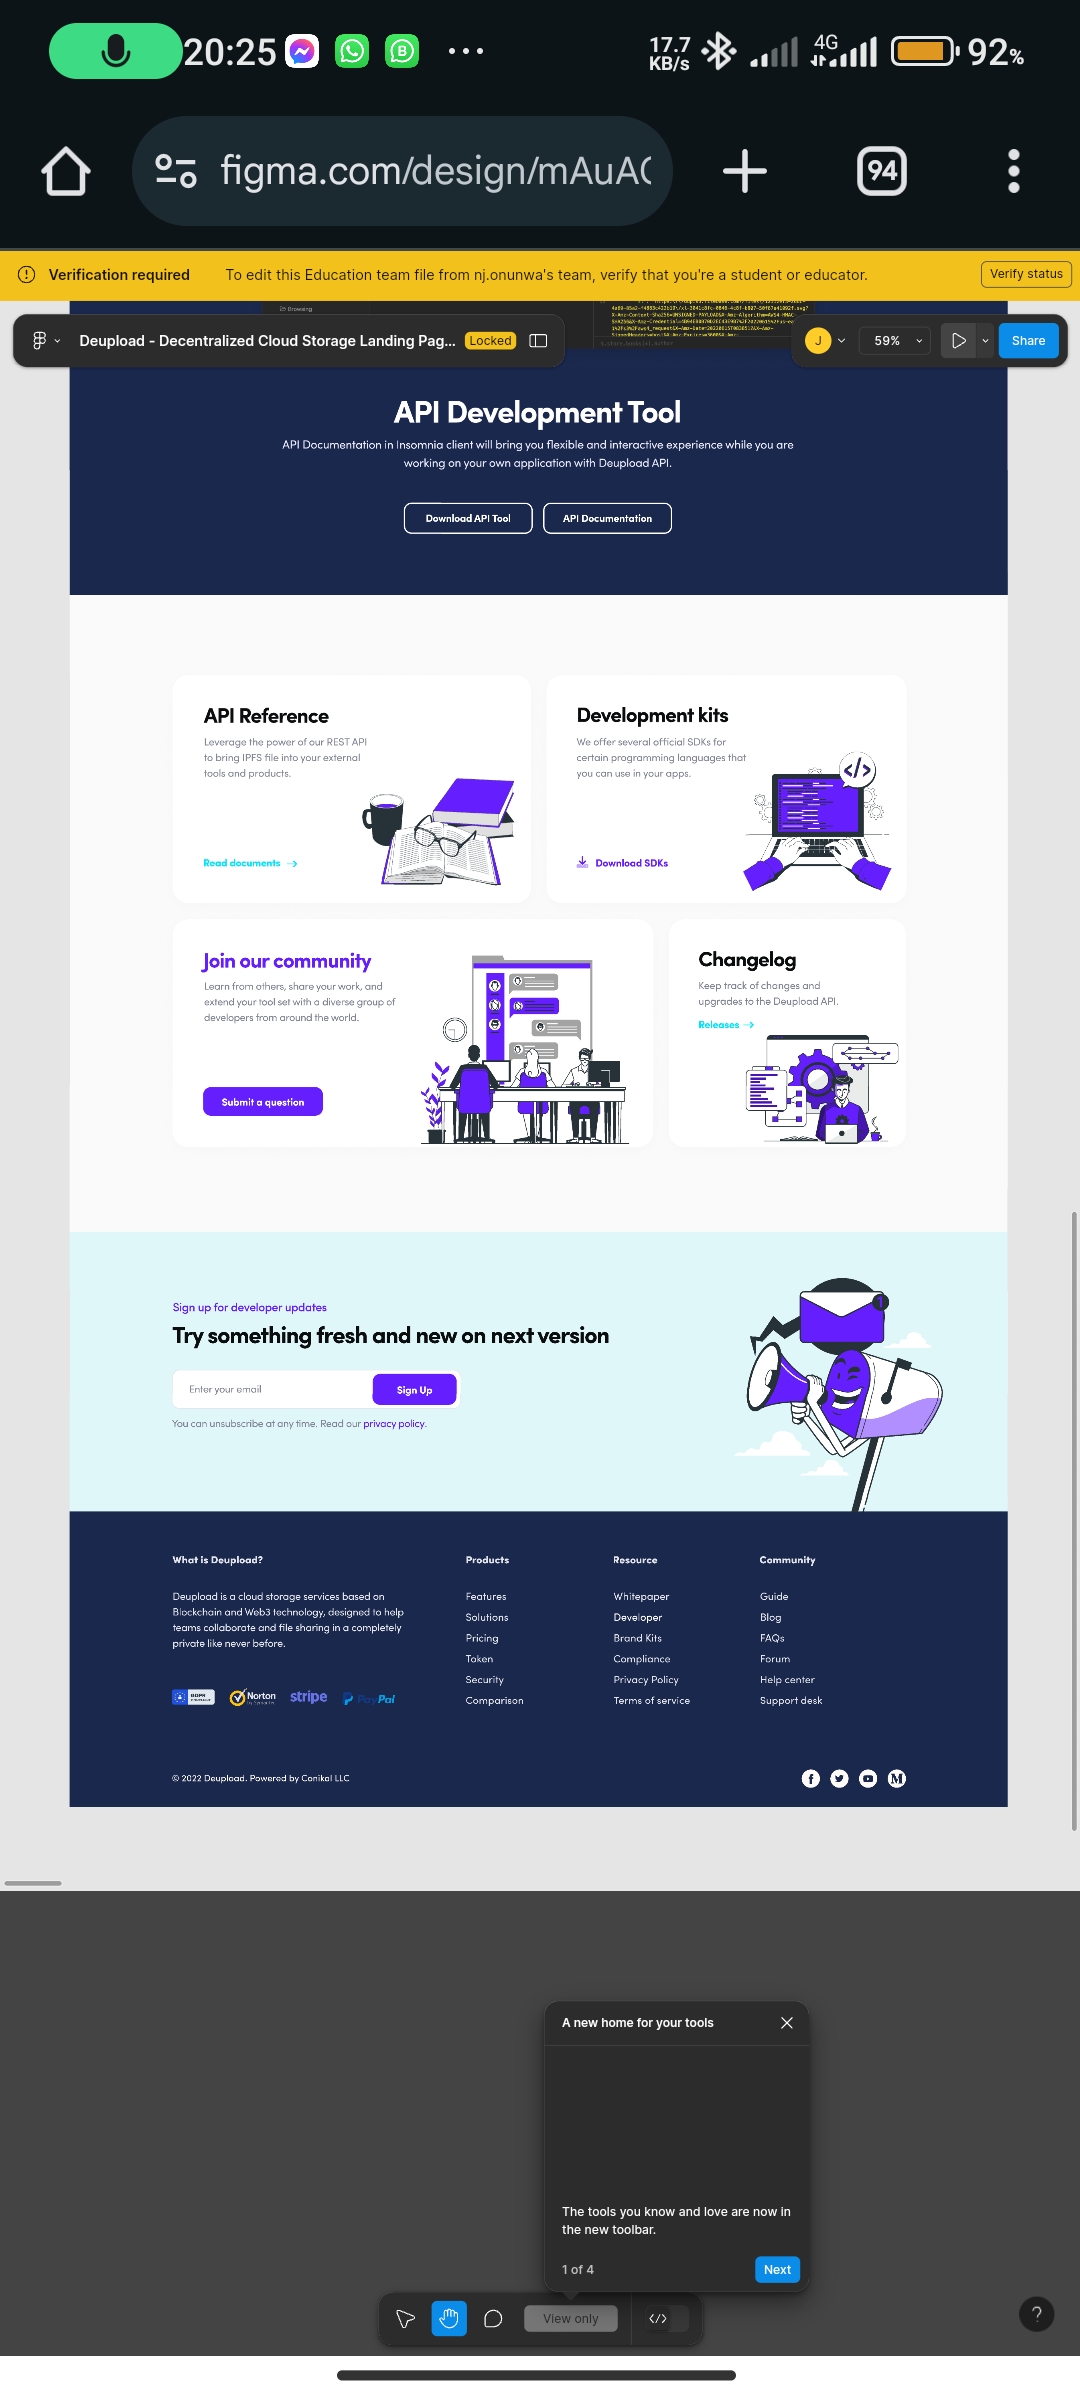 20:25
17.7
KB/s
4G
92%
figma.com/design/mAuA
94
Verification required To edit this Education team file from nj.onunwa's team, verify that you're a student or educator. Verify status
Browsing
Deupload - Decentralized Cloud Storage Landing Pag... Locked
J 59% Share
API Development Tool
API Documentation in Insomnia client will bring you flexible and interactive experience while you are
working on your own application with Deupload API.
Download API Tool API Documentation
API Reference
Leverage the power of our REST API
to bring IPFS file into your external
tools and products.
Read documents
Development kits
We offer several official SDKs for
certain programming languages that
you can use in your apps.
</>
Download SDKs
Join our community
Learn from others, share your work, and
extend your tool set with a diverse group of
developers from around the world.
Submit a question
Changelog
Keep track of changes and
upgrades to the Deupload API.
Releases
Sign up for developer updates
Try something fresh and new on next version
Enter your email Sign Up
You can unsubscribe at any time. Read our privacy policy.
1
What is Deupload?
Deupload is a cloud storage services based on
Blockchain and Web3 technology, designed to help
teams collaborate and file sharing in a completely
private like never before.
GDPR Norton stripe PayPal
Products
Features
Solutions
Pricing
Token
Security
Comparison
Resource
Whitepaper
Developer
Brand Kits
Compliance
Privacy Policy
Terms of service
Community
Guide
Blog
FAQs
Forum
Help center
Support desk
© 2022 Deupload. Powered by Conikal LLC
A new home for your tools
The tools you know and love are now in
the new toolbar.
1 of 4 Next
View only </>
?